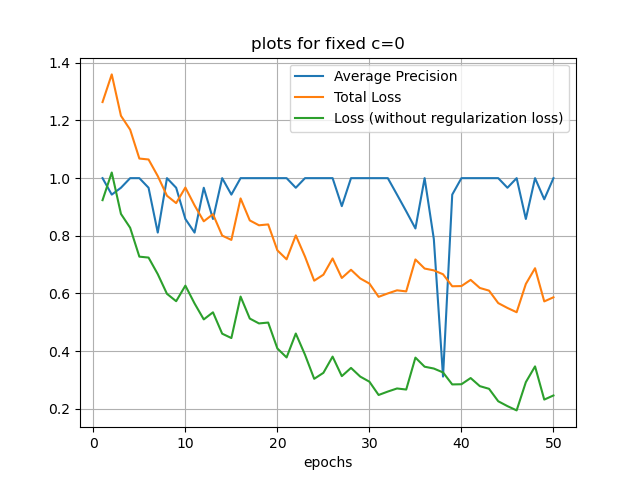 plots for fixed c=0
Average Precision
Total Loss
Loss (without regularization loss)
1.4
1.2
1.0
0.8
0.6
0.4
0.2
0 10 20 30 40 50
epochs